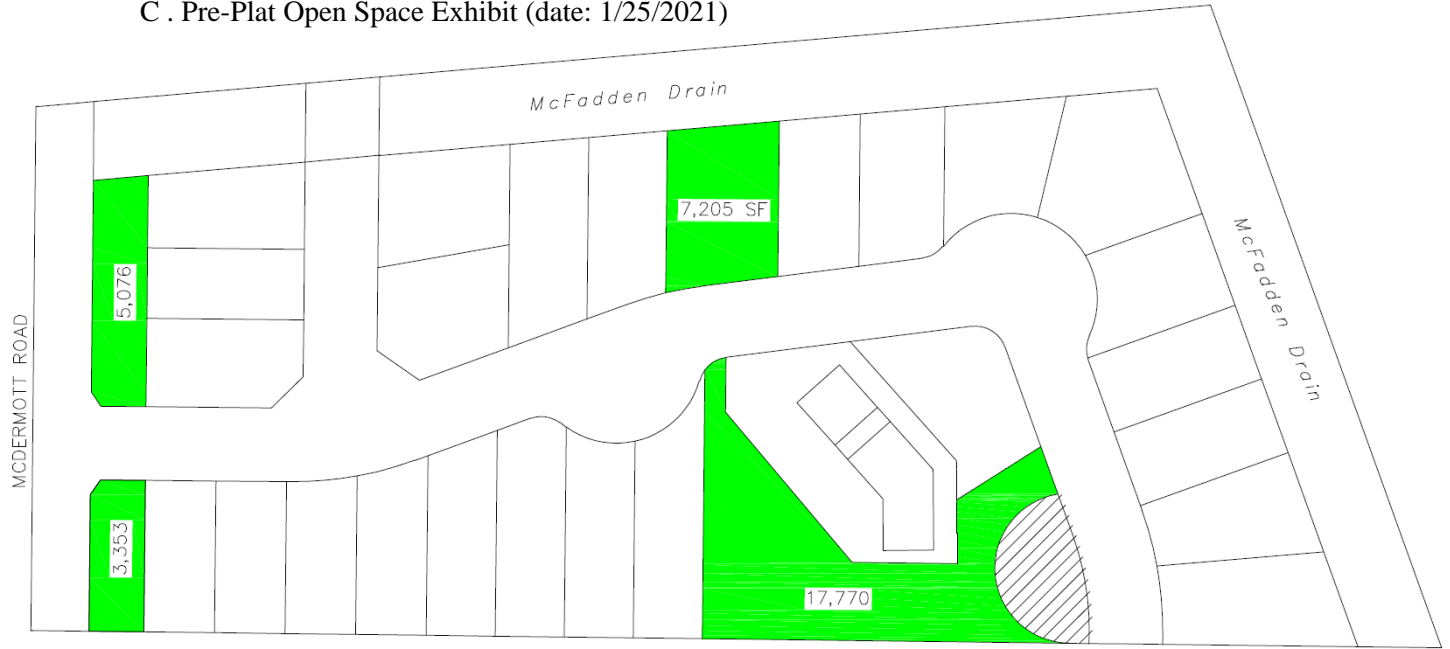 C . Pre-Plat Open Space Exhibit (date: 1/25/2021)
McFadden Drain
7,205 SF
McFadden Drain
5,076
MCDERMOTT ROAD
3,353
17,770